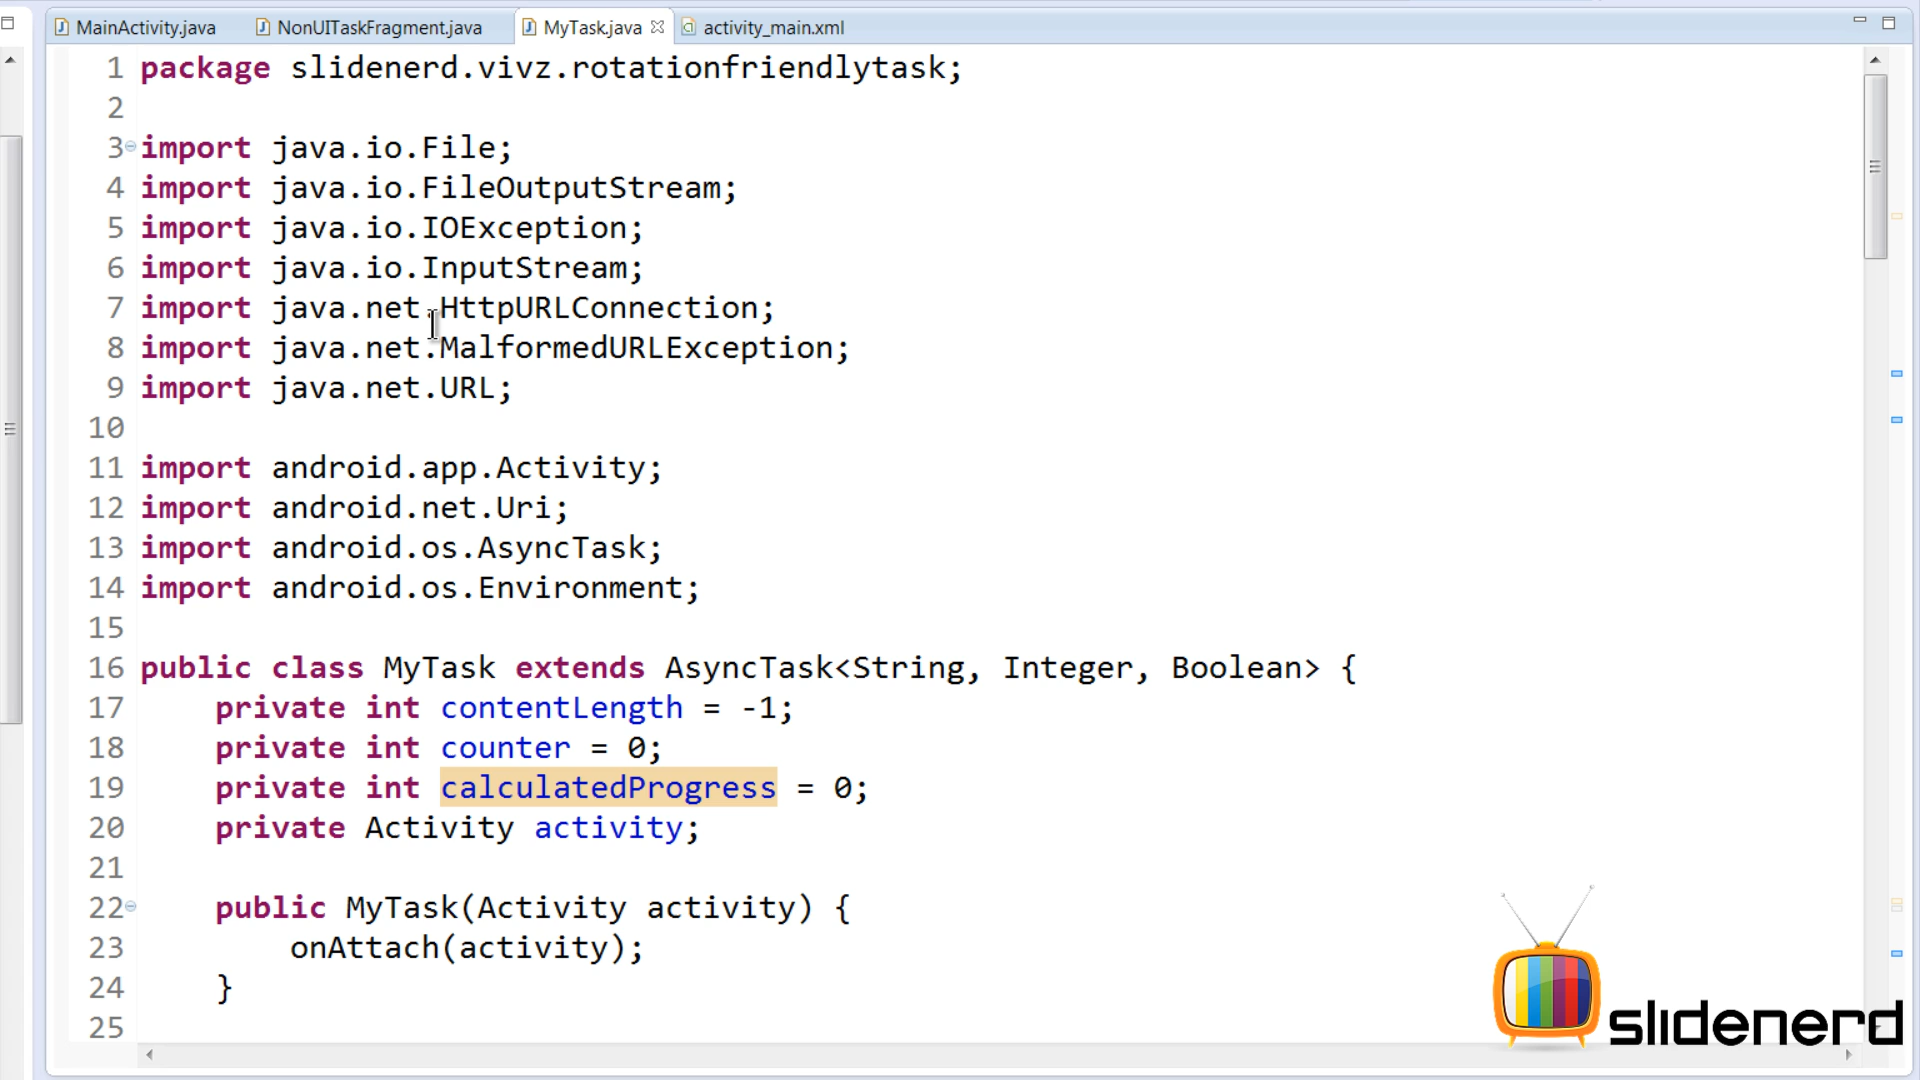 MainActivity.java NonUITaskFragment.java MyTask.java activity_main.xml
1 package slidenerd.vivz.rotationfriendlytask;
2
3 import java.io.File;
4 import java.io.FileOutputStream;
5 import java.io.IOException;
6 import java.io.InputStream;
7 import java.net.HttpURLConnection;
8 import java.net.MalformedURLException;
9 import java.net.URL;
10
11 import android.app.Activity;
12 import android.net.Uri;
13 import android.os.AsyncTask;
14 import android.os.Environment;
15
16 public class MyTask extends AsyncTask<String, Integer, Boolean> {
17 private int contentLength = -1;
18 private int counter = 0;
19 private int calculatedProgress = 0;
20 private Activity activity;
21
22 public MyTask(Activity activity) {
23 onAttach(activity);
24 }
25
slidenerd